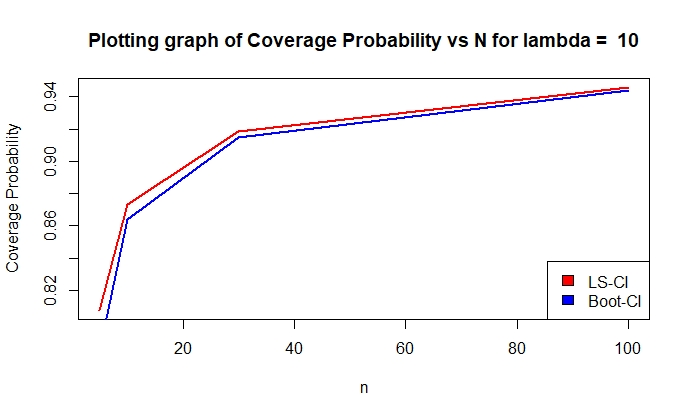 Plotting graph of Coverage Probability vs N for lambda =  10
Coverage Probability
0.94
0.90
0.86
0.82
LS-CI
Boot-CI
20
40
60
80
100
n